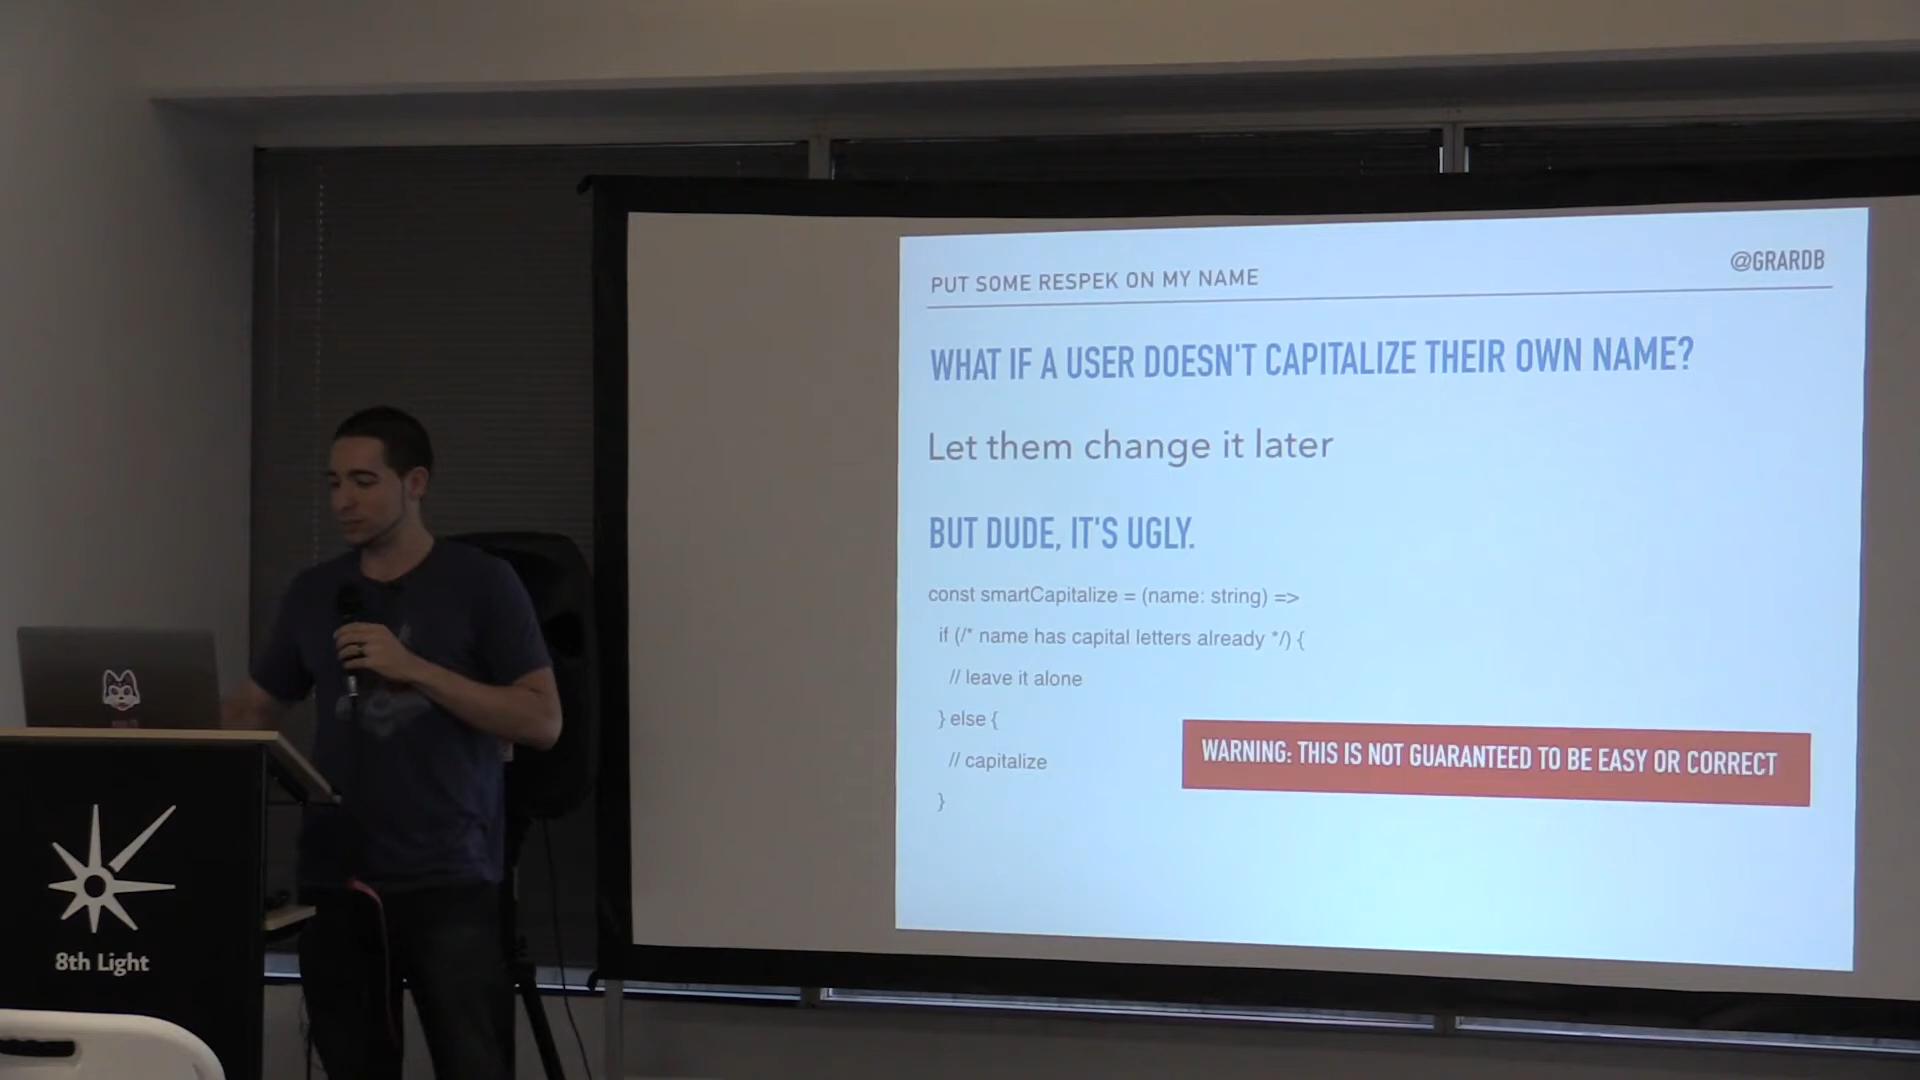 PUT SOME RESPEK ON MY NAME
@GRARDB
WHAT IF A USER DOESN'T CAPITALIZE THEIR OWN NAME?
Let them change it later
BUT DUDE, IT'S UGLY.
const smartCapitalize = (name: string) =>
if (/* name has capital letters already */) {
// leave it alone
} else {
// capitalize
}
WARNING: THIS IS NOT GUARANTEED TO BE EASY OR CORRECT
8th Light